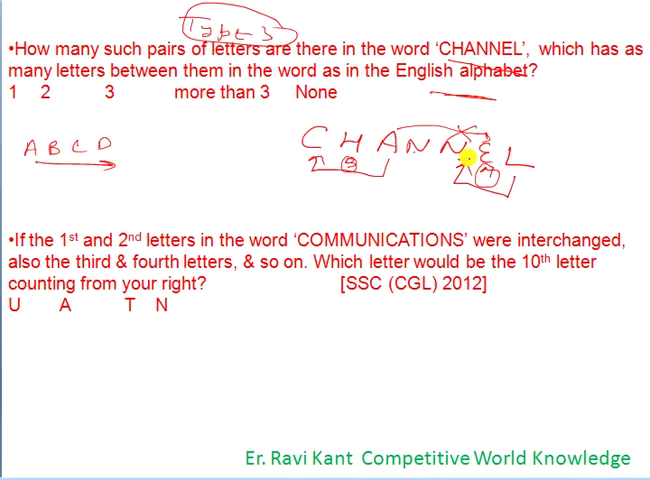 Type 3
•How many such pairs of letters are there in the word ‘CHANNEL’, which has as
many letters between them in the word as in the English alphabet?
1 2 3 more than 3 None
A B C D
C H A N N E L
•If the 1st and 2nd letters in the word ‘COMMUNICATIONS’ were interchanged,
also the third & fourth letters, & so on. Which letter would be the 10th letter
counting from your right? [SSC (CGL) 2012]
U A T N
Er. Ravi Kant Competitive World Knowledge